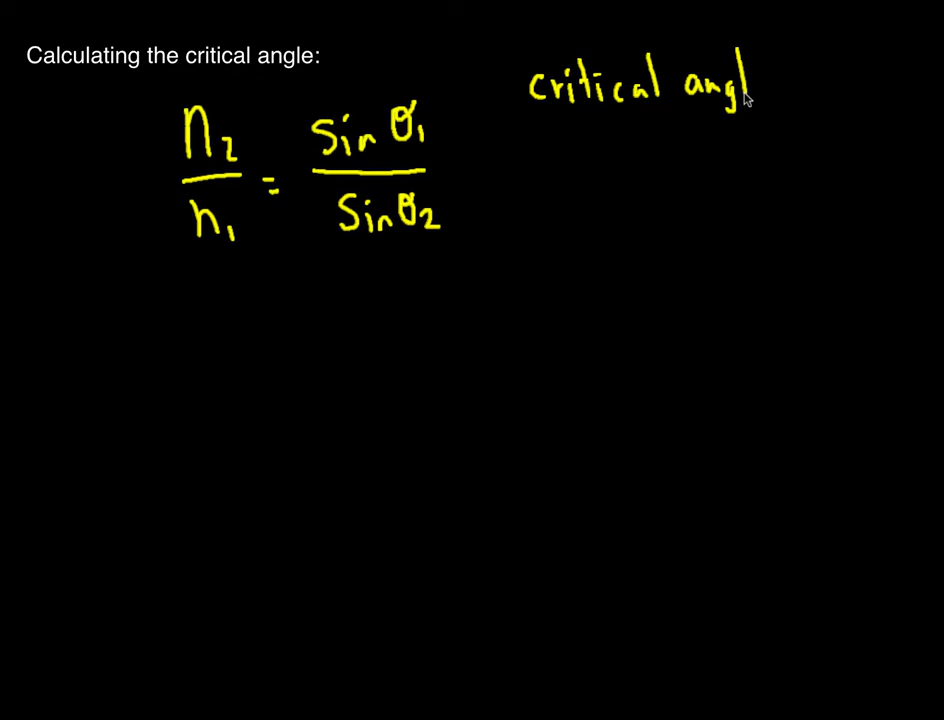 Calculating the critical angle:
critical angl
n₂/n₁ = sin θ₁/sin θ₂